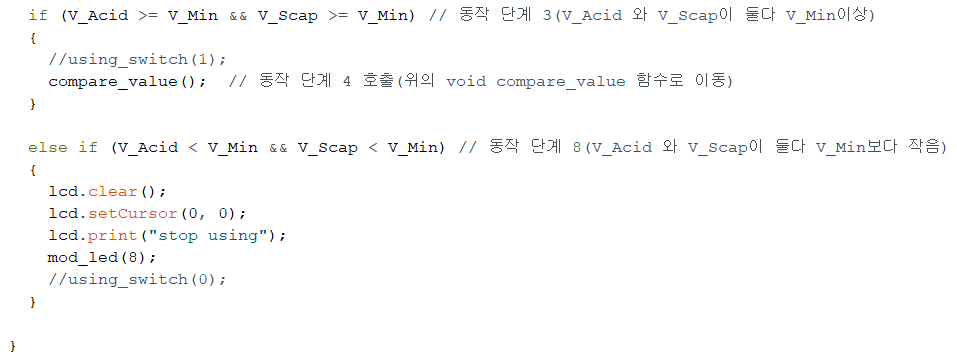 if (V_Acid >= V_Min && V_Scap >= V_Min) // 동작 단계 3(V_Acid 와 V_Scap이 둘다 V_Min이상)
{
//using_switch(1);
compare_value();  // 동작 단계 4 호출(위의 void compare_value 함수로 이동)
}
else if (V_Acid < V_Min && V_Scap < V_Min) // 동작 단계 8(V_Acid 와 V_Scap이 둘다 V_Min보다 작음)
{
lcd.clear();
lcd.setCursor(0, 0);
lcd.print("stop using");
mod_led(8);
//using_switch(0);
}
}